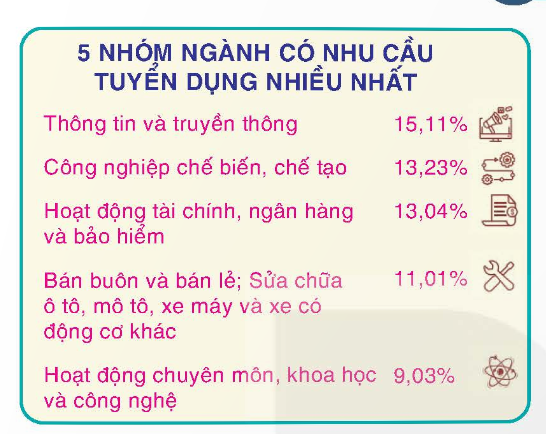 5 NHÓM NGÀNH CÓ NHU CẦU
TUYỂN DỤNG NHIỀU NHẤT
Thông tin và truyền thông 15,11%
Công nghiệp chế biến, chế tạo 13,23%
Hoạt động tài chính, ngân hàng 13,04%
và bảo hiểm
Bán buôn và bán lẻ; Sửa chữa 11,01%
ô tô, mô tô, xe máy và xe có
động cơ khác
Hoạt động chuyên môn, khoa học 9,03%
và công nghệ